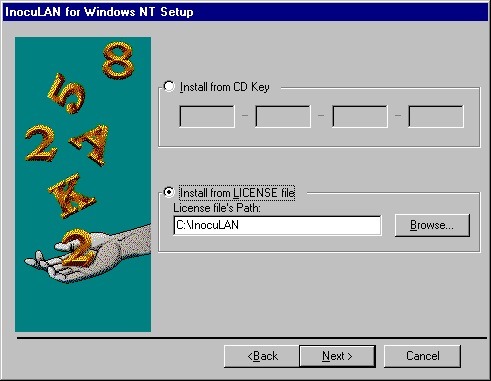 InocuLAN for Windows NT Setup
8
5
2 A
K
2
Install from CD Key
- - -
Install from LICENSE file
License file's Path:
C:\InocuLAN
Browse...
<Back Next > Cancel